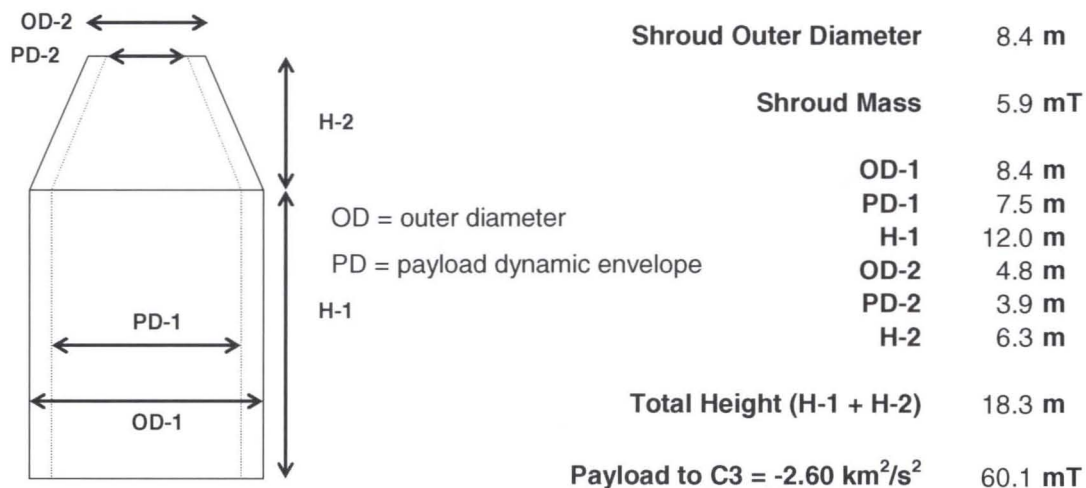 OD-2
PD-2
H-2
OD = outer diameter
PD = payload dynamic envelope
H-1
PD-1
OD-1
Shroud Outer Diameter 8.4 m
Shroud Mass 5.9 mT
OD-1 8.4 m
PD-1 7.5 m
H-1 12.0 m
OD-2 4.8 m
PD-2 3.9 m
H-2 6.3 m
Total Height (H-1 + H-2) 18.3 m
Payload to C3 = -2.60 km²/s² 60.1 mT